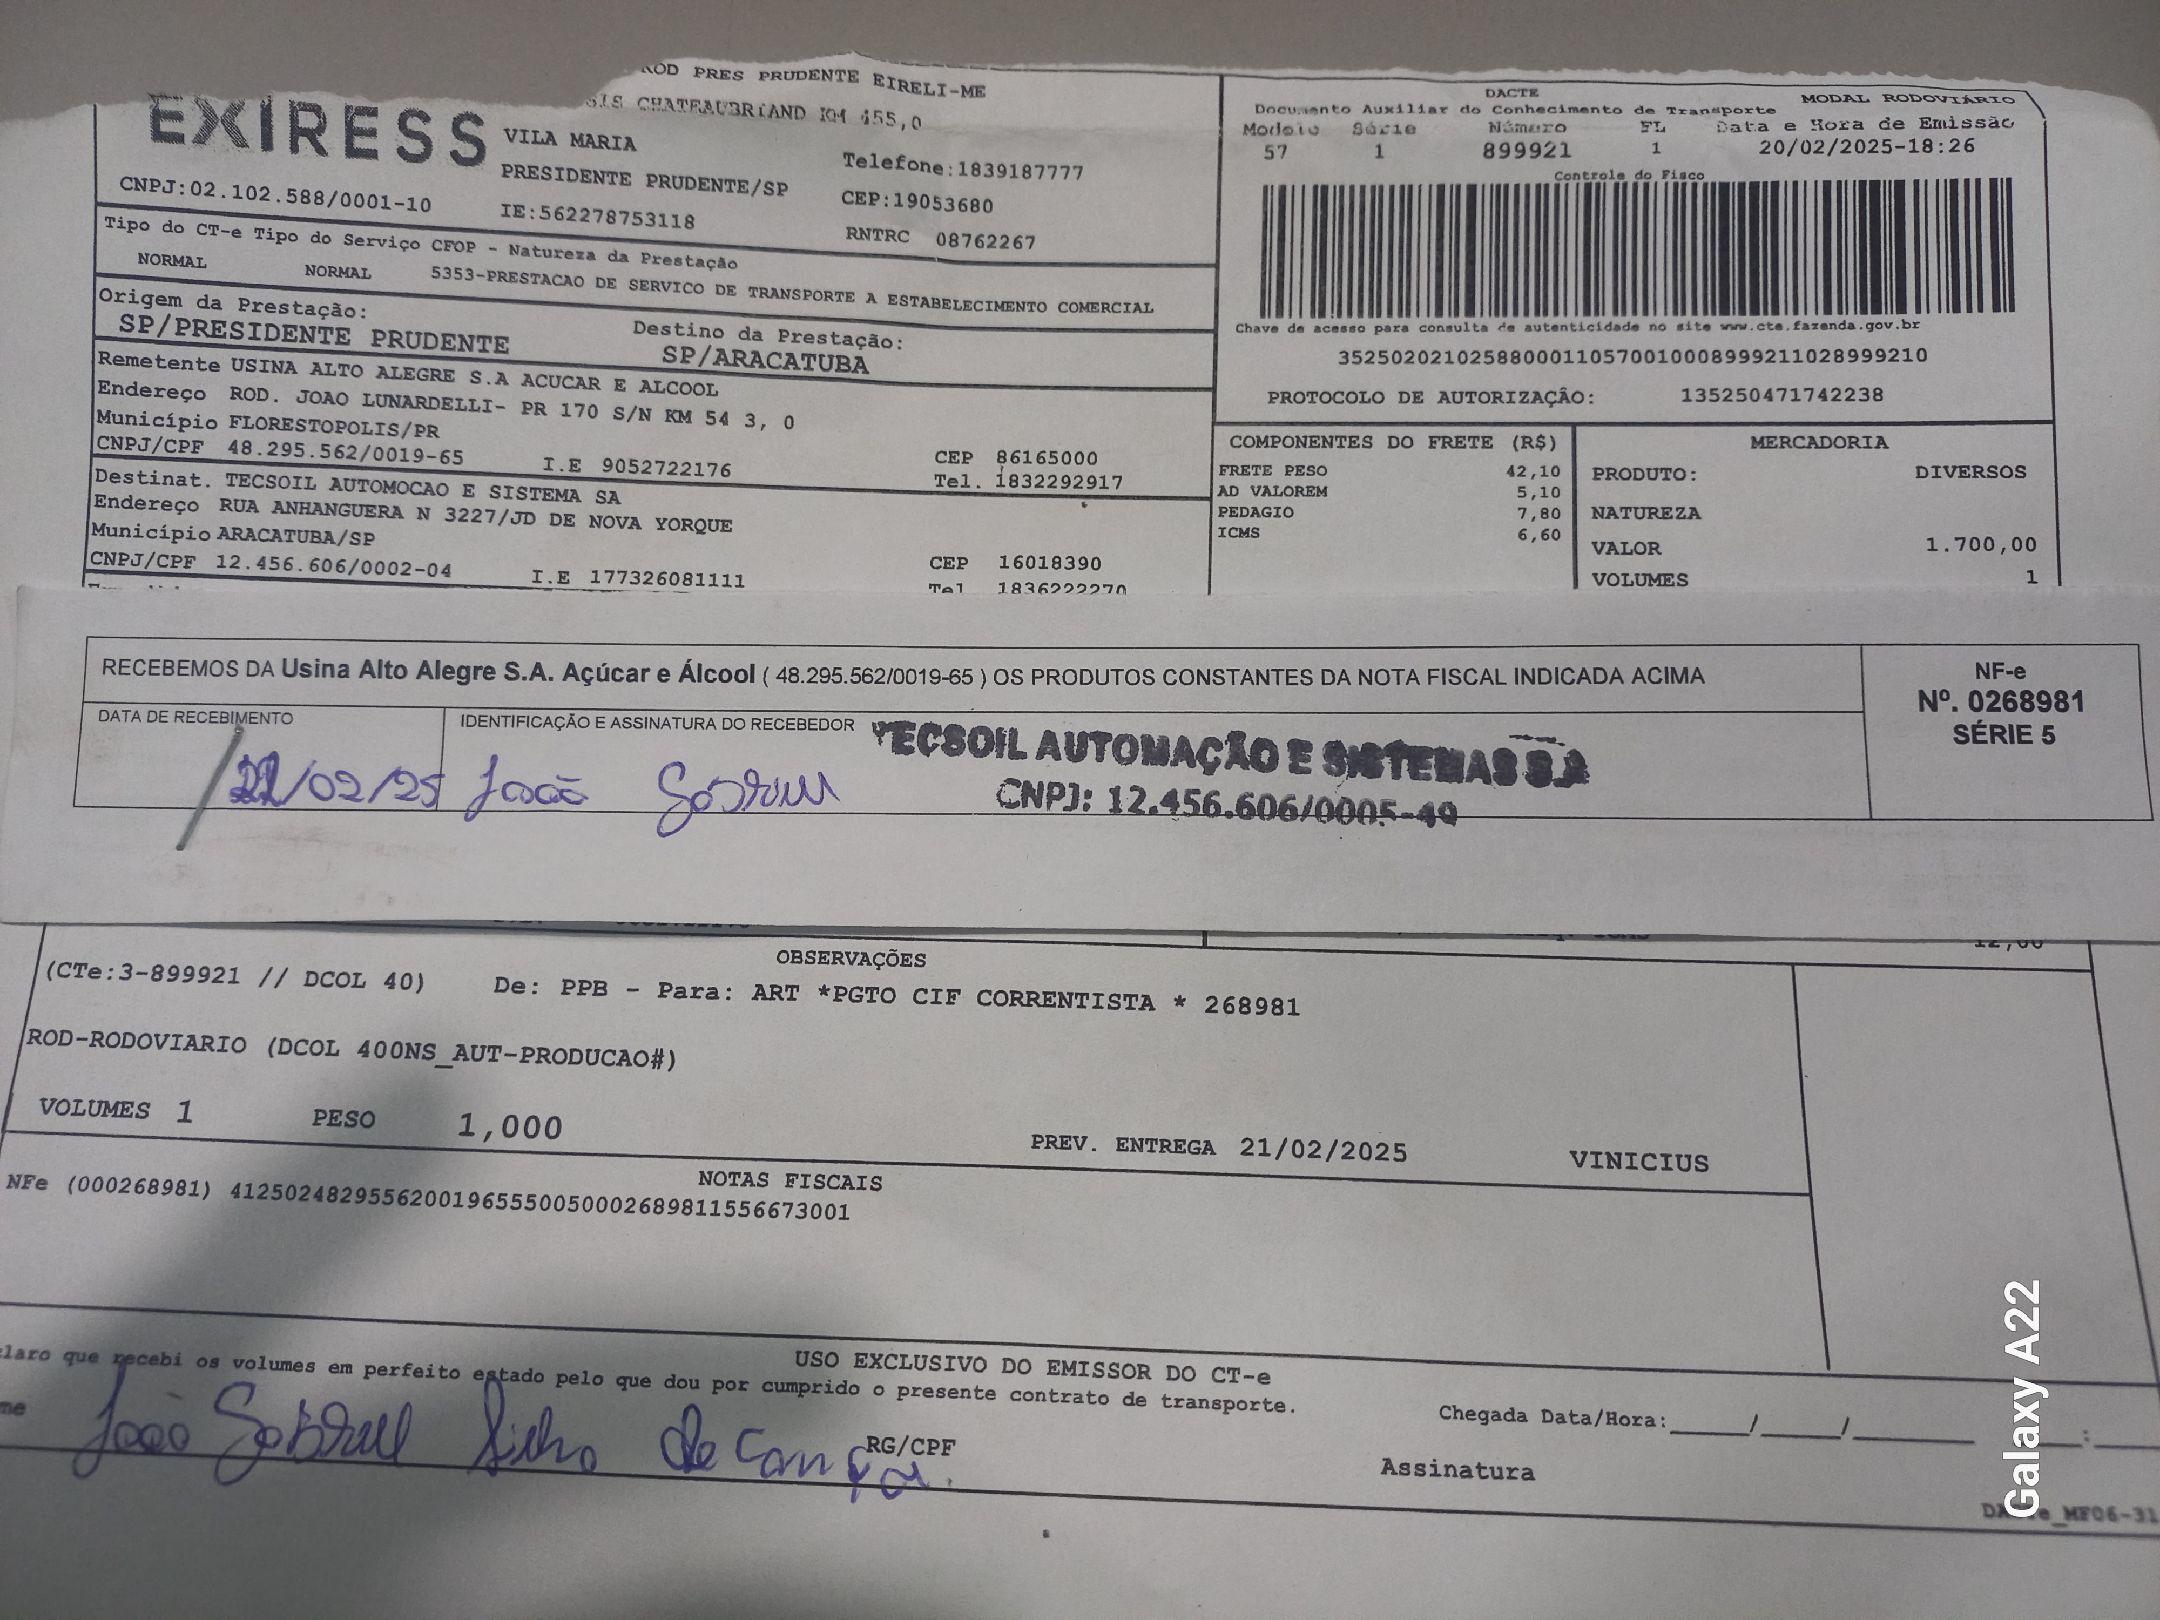 ROD PRES PRUDENTE EIRELI-ME
SIS CHATEAUBRIAND KM 455,0
EXIRESS
VILA MARIA
Telefone:1839187777
PRESIDENTE PRUDENTE/SP
CEP:19053680
CNPJ:02.102.588/0001-10
IE:562278753118
RNTRC 08762267
DACTE
Documento Auxiliar do Conhecimento de Transporte
MODAL RODOVIÁRIO
Modelo Série Número FL Data e Hora de Emissão
57 1 899921 1 20/02/2025-18:26
Controle do Fisco
Chave de acesso para consulta de autenticidade no site www.cte.fazenda.gov.br
35250202102588000110570010008999211028999210
PROTOCOLO DE AUTORIZAÇÃO: 135250471742238
Tipo do CT-e Tipo do Serviço CFOP - Natureza da Prestação
NORMAL NORMAL 5353-PRESTACAO DE SERVICO DE TRANSPORTE A ESTABELECIMENTO COMERCIAL
Origem da Prestação:
SP/PRESIDENTE PRUDENTE
Destino da Prestação:
SP/ARACATUBA
Remetente USINA ALTO ALEGRE S.A ACUCAR E ALCOOL
Endereço ROD. JOAO LUNARDELLI- PR 170 S/N KM 54 3, 0
Município FLORESTOPOLIS/PR
CEP 86165000
CNPJ/CPF 48.295.562/0019-65 I.E 9052722176 Tel. 1832292917
Destinat. TECSOIL AUTOMOCAO E SISTEMA SA
Endereço RUA ANHANGUERA N 3227/JD DE NOVA YORQUE
Município ARACATUBA/SP
CEP 16018390
CNPJ/CPF 12.456.606/0002-04 I.E 177326081111 Tel 1836222270
COMPONENTES DO FRETE (R$)
FRETE PESO 42,10
AD VALOREM 5,10
PEDAGIO 7,80
ICMS 6,60
MERCADORIA
PRODUTO: DIVERSOS
NATUREZA
VALOR 1.700,00
VOLUMES 1
RECEBEMOS DA Usina Alto Alegre S.A. Açúcar e Álcool ( 48.295.562/0019-65 ) OS PRODUTOS CONSTANTES DA NOTA FISCAL INDICADA ACIMA
NF-e
Nº. 0268981
SÉRIE 5
DATA DE RECEBIMENTO
IDENTIFICAÇÃO E ASSINATURA DO RECEBEDOR
/02/25 João Sobral
TECSOIL AUTOMAÇÃO E SISTEMAS S.A
CNPJ: 12.456.606/0005-49
12,00
OBSERVAÇÕES
(CTe:3-899921 // DCOL 40) De: PPB - Para: ART *PGTO CIF CORRENTISTA * 268981
ROD-RODOVIARIO (DCOL 400NS_AUT-PRODUCAO#)
VOLUMES 1 PESO 1,000
PREV. ENTREGA 21/02/2025 VINICIUS
NOTAS FISCAIS
NFe (000268981) 41250248295562001965550050002689811556673001
USO EXCLUSIVO DO EMISSOR DO CT-e
claro que recebi os volumes em perfeito estado pelo que dou por cumprido o presente contrato de transporte.
me João Sobral
RG/CPF
Chegada Data/Hora:____/____/______ __:__
Assinatura
Galaxy A22